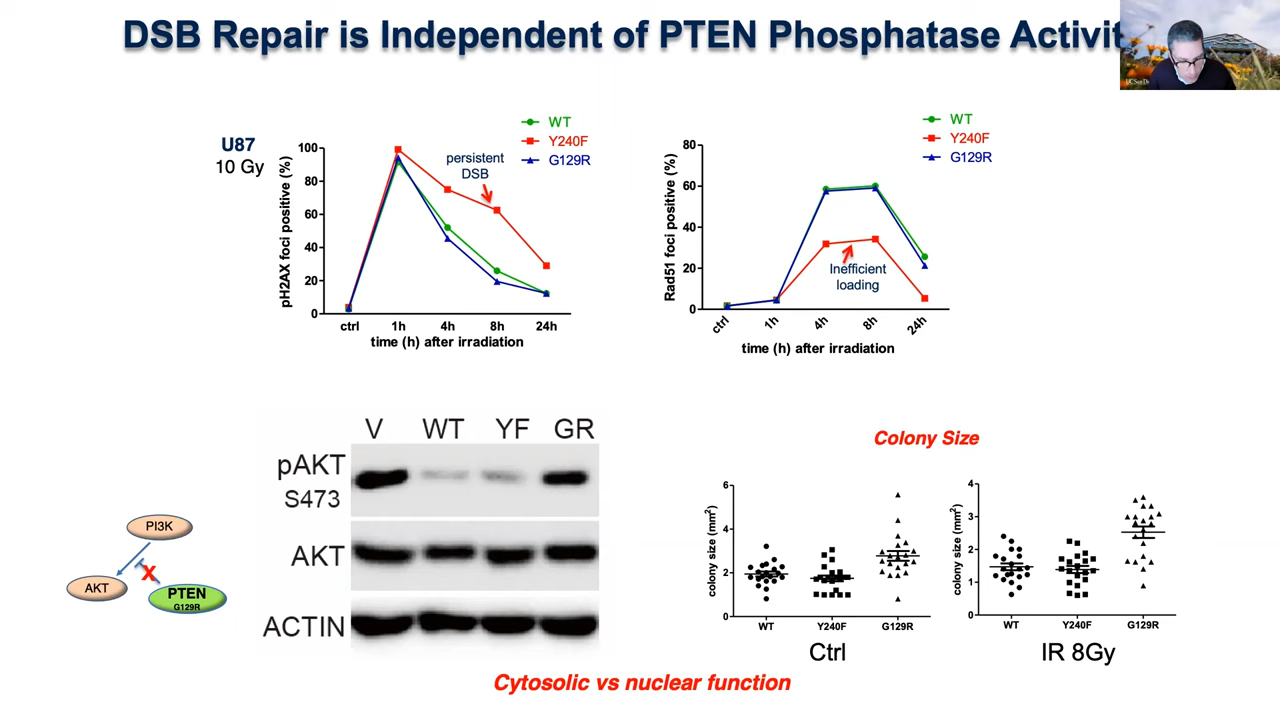 DSB Repair is Independent of PTEN Phosphatase Activit
UC San D
U87
10 Gy
WT
Y240F
G129R
persistent
DSB
pH2AX foci positive (%)
100
80
60
40
20
0
ctrl
1h
4h
8h
24h
time (h) after irradiation
WT
Y240F
G129R
Inefficient
loading
Rad51 foci positive (%)
80
60
40
20
0
ctrl
1h
4h
8h
24h
time (h) after irradiation
V WT YF GR
pAKT
S473
AKT
ACTIN
PI3K
AKT
X
PTEN
G129R
Colony Size
colony size (mm²)
6
4
2
0
WT
Y240F
G129R
Ctrl
colony size (mm²)
4
3
2
1
0
WT
Y240F
G129R
IR 8Gy
Cytosolic vs nuclear function